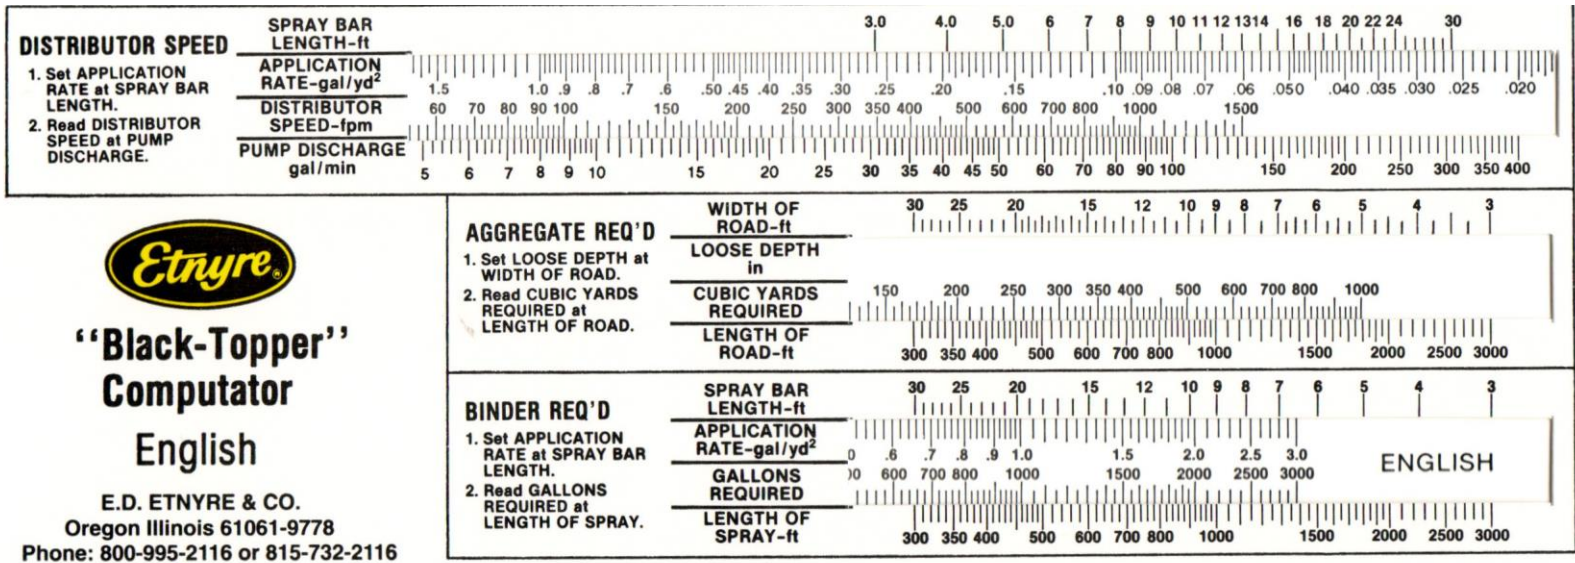 DISTRIBUTOR SPEED
1. Set APPLICATION
RATE at SPRAY BAR
LENGTH.
2. Read DISTRIBUTOR
SPEED at PUMP
DISCHARGE.
SPRAY BAR
LENGTH-ft
3.0 4.0 5.0 6 7 8 9 10 11 12 13 14 16 18 20 22 24 30
APPLICATION
RATE-gal/yd²
1.5 1.0 .9 .8 .7 .6 .50 .45 .40 .35 .30 .25 .20 .15 .10 .09 .08 .07 .06 .050 .040 .035 .030 .025 .020
DISTRIBUTOR
SPEED-fpm
60 70 80 90 100 150 200 250 300 350 400 500 600 700 800 1000 1500
PUMP DISCHARGE
gal/min
5 6 7 8 9 10 15 20 25 30 35 40 45 50 60 70 80 90 100 150 200 250 300 350 400
Etnyre®
"Black-Topper"
Computator
English
E.D. ETNYRE & CO.
Oregon Illinois 61061-9778
Phone: 800-995-2116 or 815-732-2116
AGGREGATE REQ'D
1. Set LOOSE DEPTH at
WIDTH OF ROAD.
2. Read CUBIC YARDS
REQUIRED at
LENGTH OF ROAD.
WIDTH OF
ROAD-ft
30 25 20 15 12 10 9 8 7 6 5 4 3
LOOSE DEPTH
in
CUBIC YARDS
REQUIRED
150 200 250 300 350 400 500 600 700 800 1000
LENGTH OF
ROAD-ft
300 350 400 500 600 700 800 1000 1500 2000 2500 3000
BINDER REQ'D
1. Set APPLICATION
RATE at SPRAY BAR
LENGTH.
2. Read GALLONS
REQUIRED at
LENGTH OF SPRAY.
SPRAY BAR
LENGTH-ft
30 25 20 15 12 10 9 8 7 6 5 4 3
APPLICATION
RATE-gal/yd²
.6 .7 .8 .9 1.0 1.5 2.0 2.5 3.0
GALLONS
REQUIRED
600 700 800 1000 1500 2000 2500 3000
ENGLISH
LENGTH OF
SPRAY-ft
300 350 400 500 600 700 800 1000 1500 2000 2500 3000